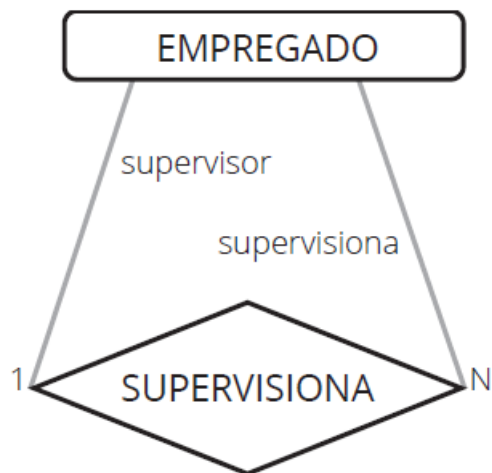 EMPREGADO
supervisor
supervisiona
1
SUPERVISIONA
N